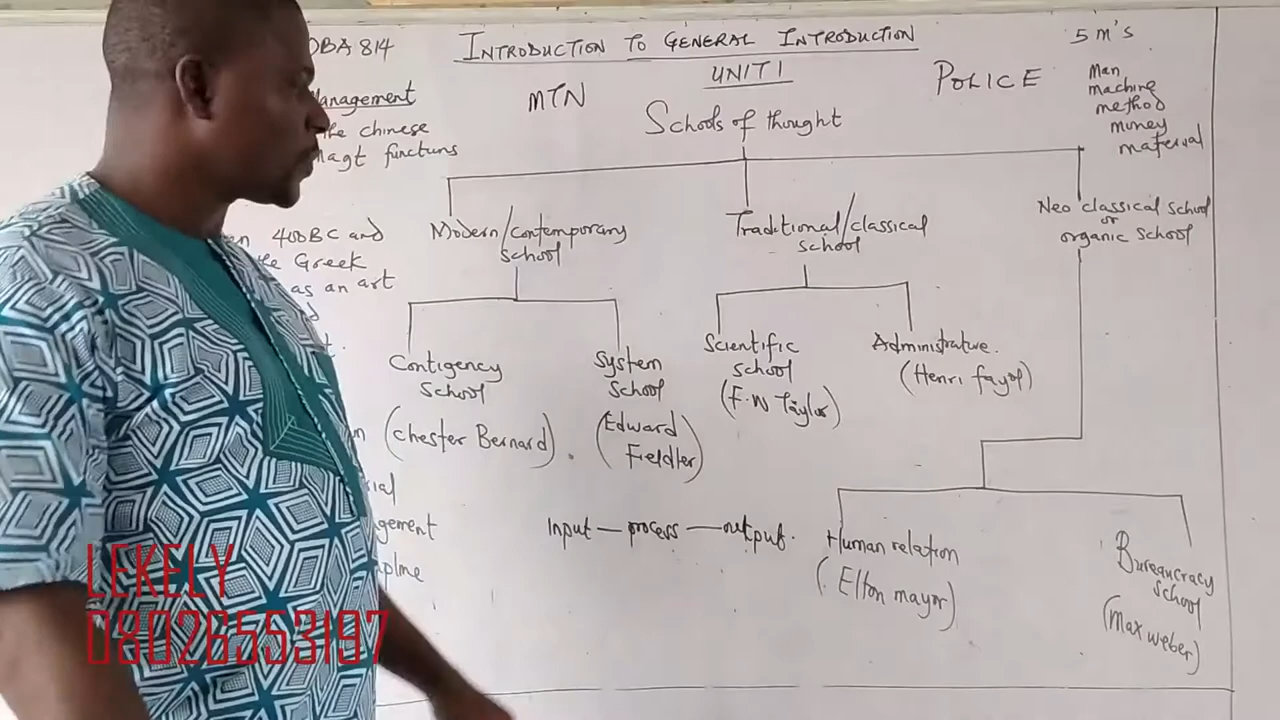 DBA 814
INTRODUCTION TO GENERAL INTRODUCTION
5 M's
UNIT 1
MTN
POLICE
Man
machine
method
money
material
Management
the chinese
Magt functions
400BC and
the Greek
as an art
Schools of thought
Modern/contemporary
school
Traditional/classical
school
Neo classical school
or
organic school
Contigency
School
(chester Bernard).
System
School
(Edward
Fieldler)
Scientific
School
(F.W Taylor)
Administrative.
(Henri fayol)
Input — process — output.
Human relation
(Elton mayor)
Bureaucracy
school
(Max weber)
LEKELY
08026553197